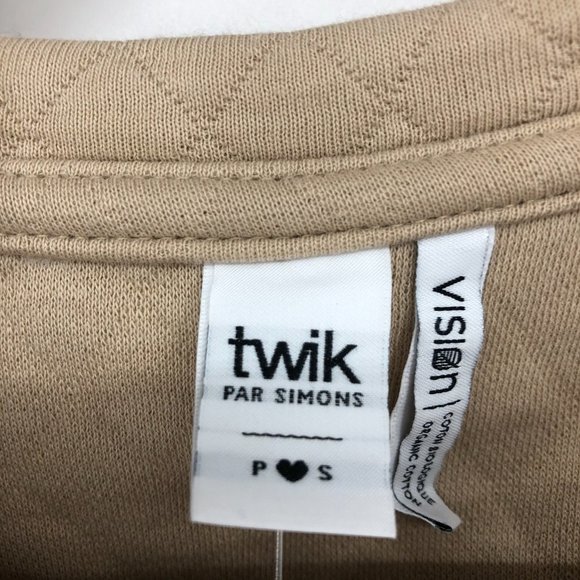 twik
PAR SIMONS
P ♥ S
VISION |
COTON BIOLOGIQUE
ORGANIC COTTON